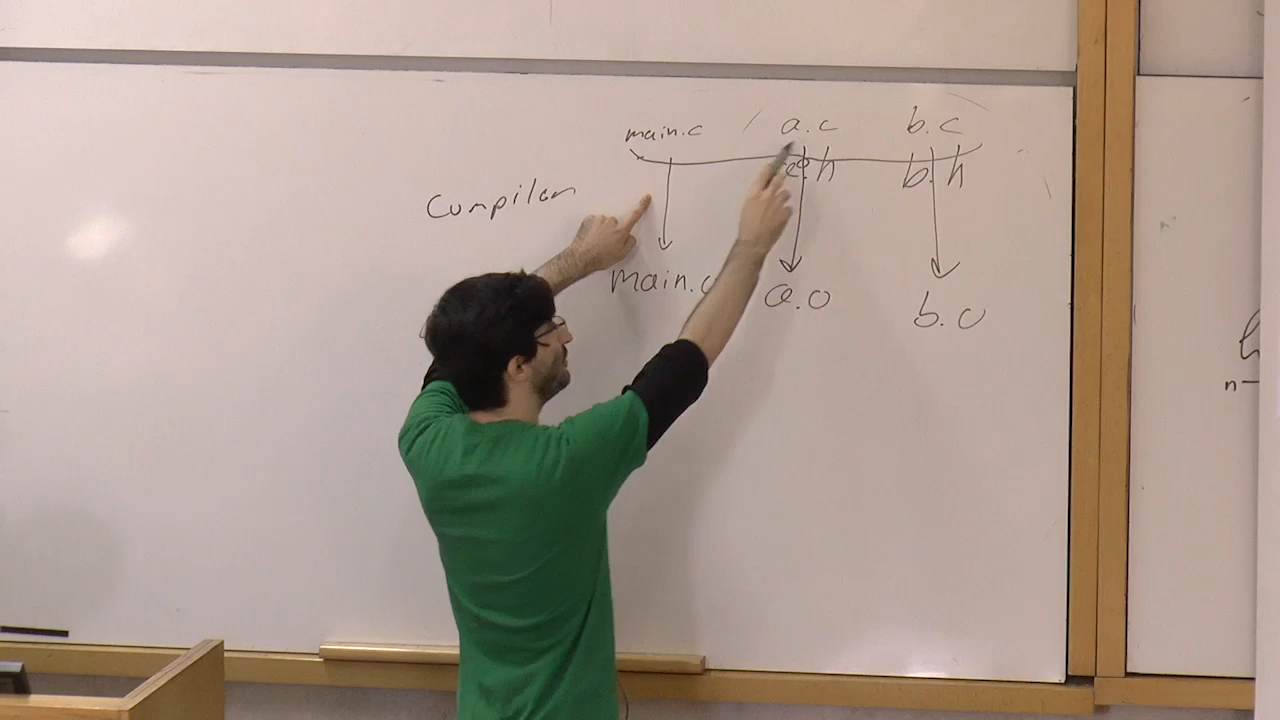 main.c a.c b.c
a.h b.h
Compiler
main.o a.o b.o
n